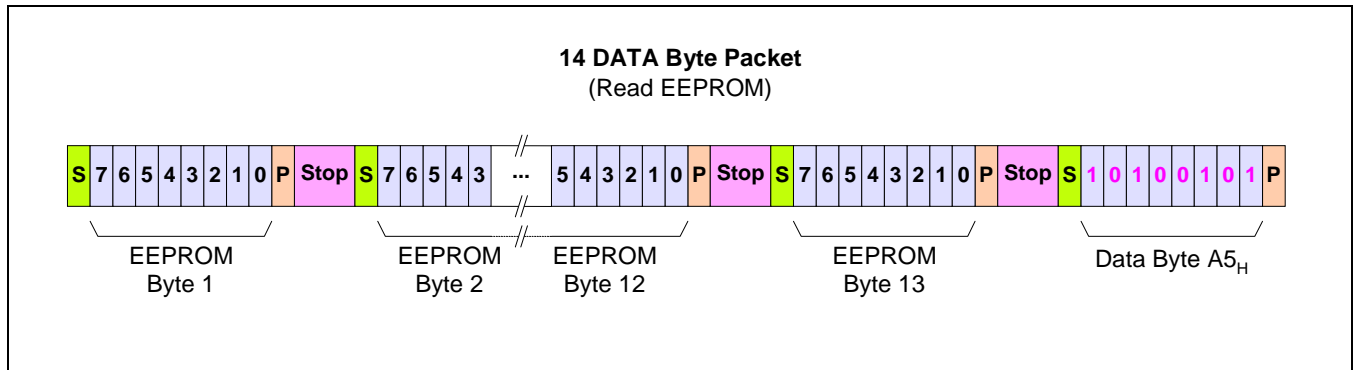 14 DATA Byte Packet
(Read EEPROM)
S 7 6 5 4 3 2 1 0 P Stop S 7 6 5 4 3 ... 5 4 3 2 1 0 P Stop S 7 6 5 4 3 2 1 0 P Stop S 1 0 1 0 0 1 0 1 P
EEPROM EEPROM EEPROM EEPROM Data Byte A5H
Byte 1 Byte 2 Byte 12 Byte 13